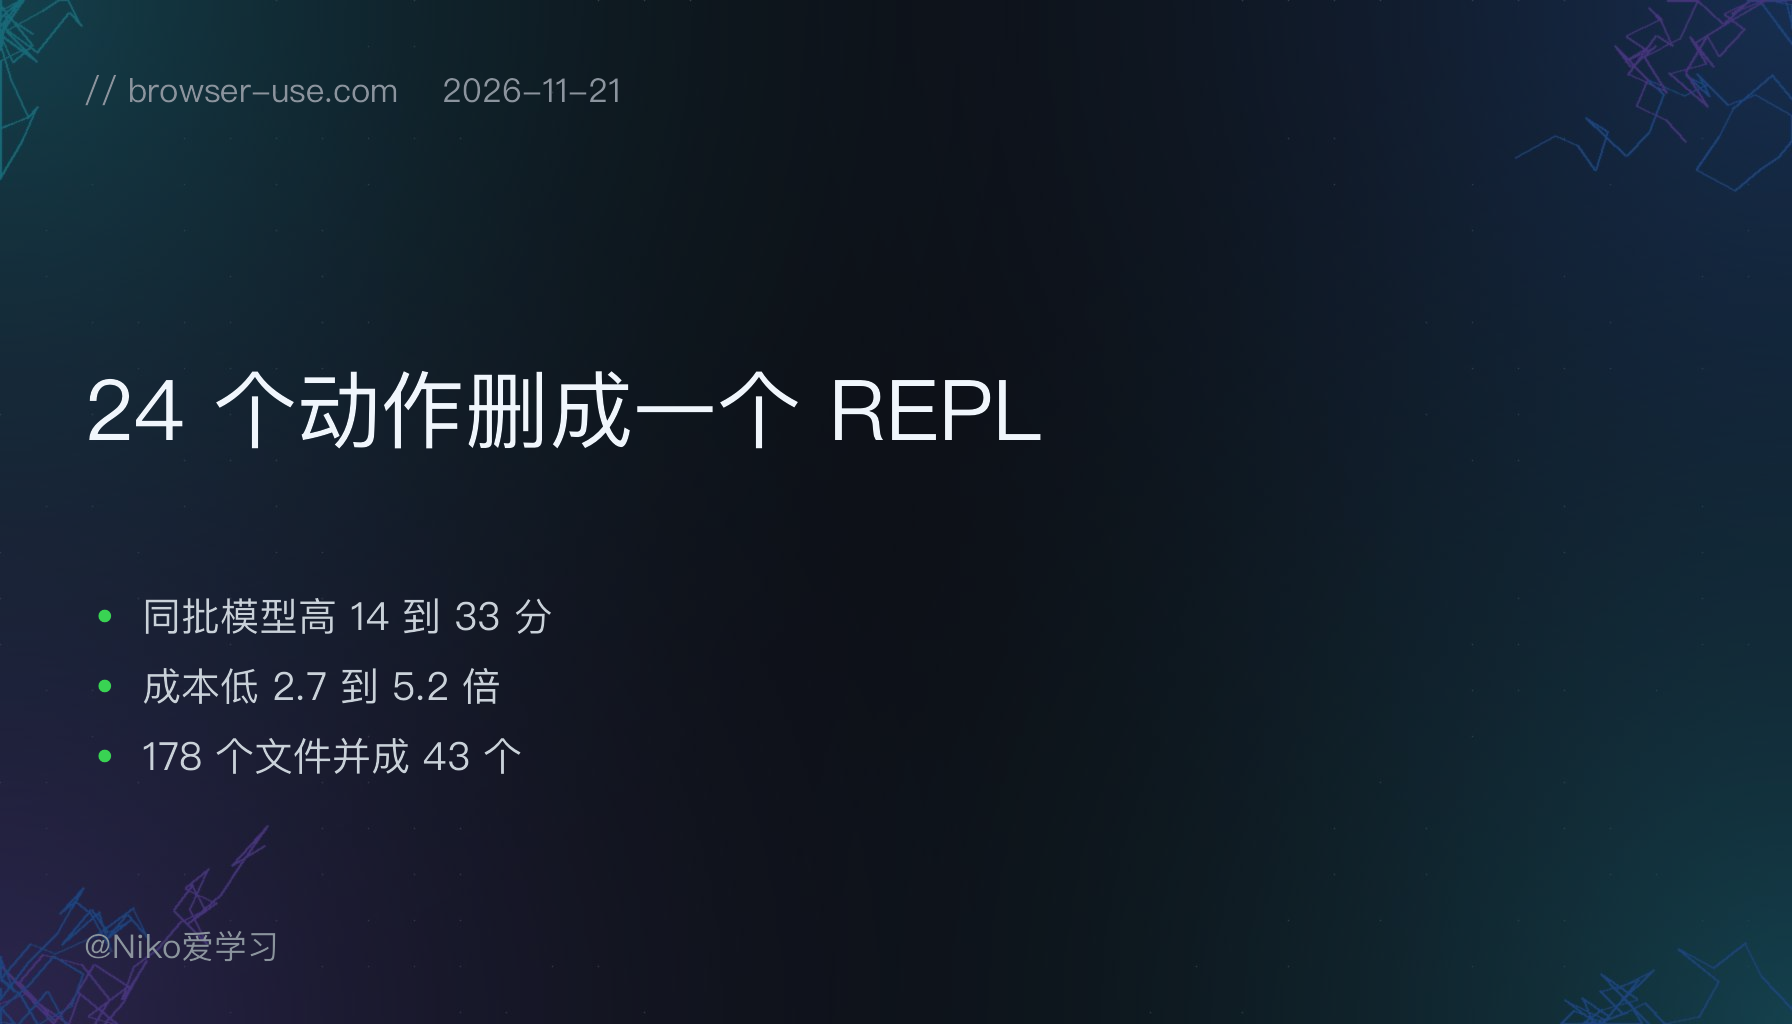 // browser-use.com 2026-11-21
24 个动作删成一个 REPL
• 同批模型高 14 到 33 分
• 成本低 2.7 到 5.2 倍
• 178 个文件并成 43 个
@Niko爱学习